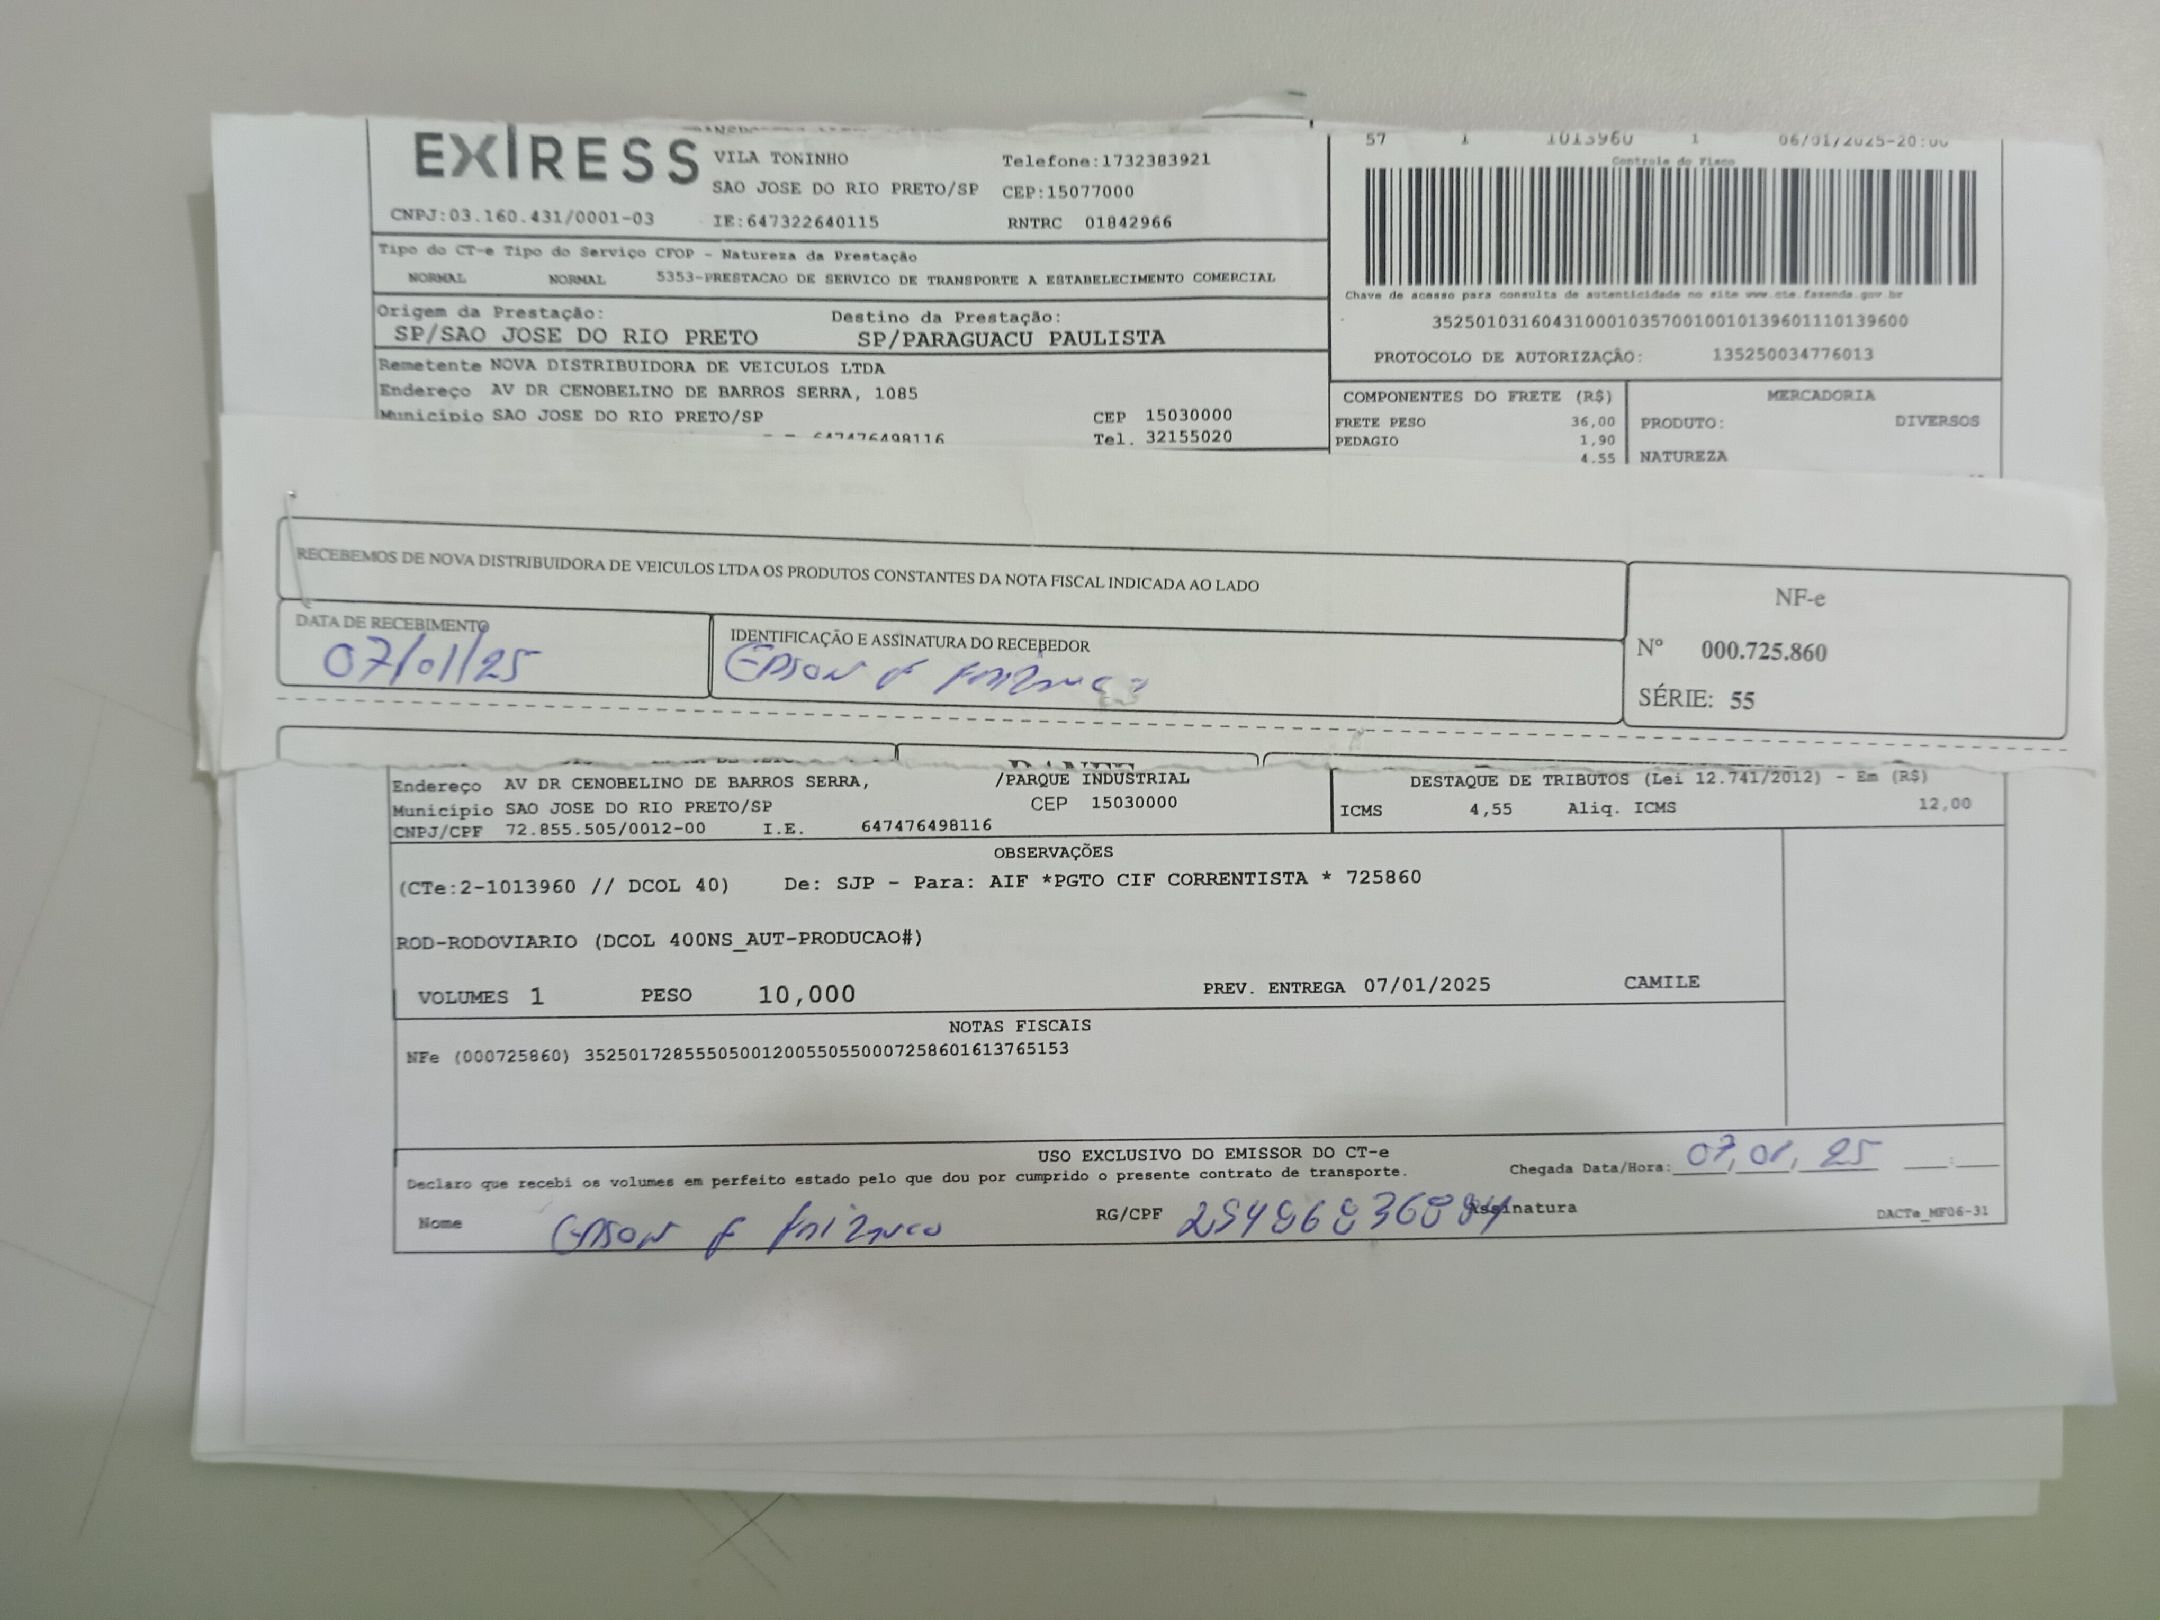 EXIRESS
VILA TONINHO Telefone:1732383921
SAO JOSE DO RIO PRETO/SP CEP:15077000
CNPJ:03.160.431/0001-03 IE:647322640115 RNTRC 01842966
57 1 1013960 1 06/01/2025-20:00
Controle do Fisco
Chave de acesso para consulta de autenticidade no site www.cte.fazenda.gov.br
35250103160431000103570010010139601110139600
PROTOCOLO DE AUTORIZAÇÃO: 135250034776013
Tipo do CT-e Tipo do Serviço CFOP - Natureza da Prestação
NORMAL NORMAL 5353-PRESTACAO DE SERVICO DE TRANSPORTE A ESTABELECIMENTO COMERCIAL
Origem da Prestação: Destino da Prestação:
SP/SAO JOSE DO RIO PRETO SP/PARAGUACU PAULISTA
Remetente NOVA DISTRIBUIDORA DE VEICULOS LTDA
Endereço AV DR CENOBELINO DE BARROS SERRA, 1085
Município SAO JOSE DO RIO PRETO/SP CEP 15030000
647476498116 Tel. 32155020
COMPONENTES DO FRETE (R$) MERCADORIA
FRETE PESO 36,00 PRODUTO: DIVERSOS
PEDAGIO 1,90
4.55 NATUREZA
RECEBEMOS DE NOVA DISTRIBUIDORA DE VEICULOS LTDA OS PRODUTOS CONSTANTES DA NOTA FISCAL INDICADA AO LADO
DATA DE RECEBIMENTO
07/01/25
IDENTIFICAÇÃO E ASSINATURA DO RECEBEDOR
EDSON F
NF-e
Nº 000.725.860
SÉRIE: 55
Endereço AV DR CENOBELINO DE BARROS SERRA, /PARQUE INDUSTRIAL
Município SAO JOSE DO RIO PRETO/SP CEP 15030000
CNPJ/CPF 72.855.505/0012-00 I.E. 647476498116
DESTAQUE DE TRIBUTOS (Lei 12.741/2012) - Em (R$)
ICMS 4,55 Aliq. ICMS 12,00
OBSERVAÇÕES
(CTe:2-1013960 // DCOL 40) De: SJP - Para: AIF *PGTO CIF CORRENTISTA * 725860
ROD-RODOVIARIO (DCOL 400NS_AUT-PRODUCAO#)
VOLUMES 1 PESO 10,000 PREV. ENTREGA 07/01/2025 CAMILE
NOTAS FISCAIS
NFe (000725860) 35250172855505001200550550007258601613765153
USO EXCLUSIVO DO EMISSOR DO CT-e
Declaro que recebi os volumes em perfeito estado pelo que dou por cumprido o presente contrato de transporte. Chegada Data/Hora: 07, 01, 25 :
Nome EDSON F RG/CPF Assinatura DACTe_MF06-31